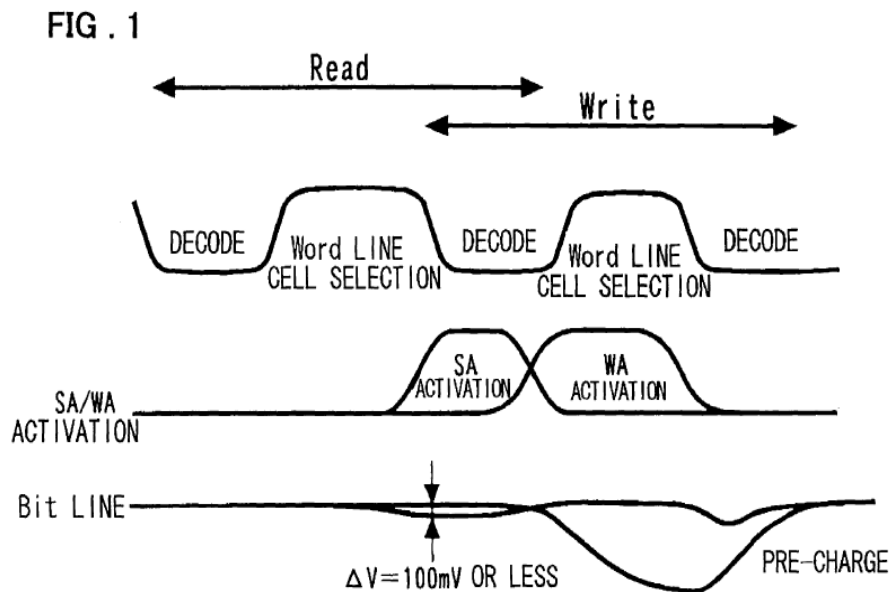 FIG . 1
Read
Write
DECODE
Word LINE
CELL SELECTION
DECODE
Word LINE
CELL SELECTION
DECODE
SA
ACTIVATION
WA
ACTIVATION
SA/WA
ACTIVATION
Bit LINE
ΔV=100mV OR LESS
PRE-CHARGE